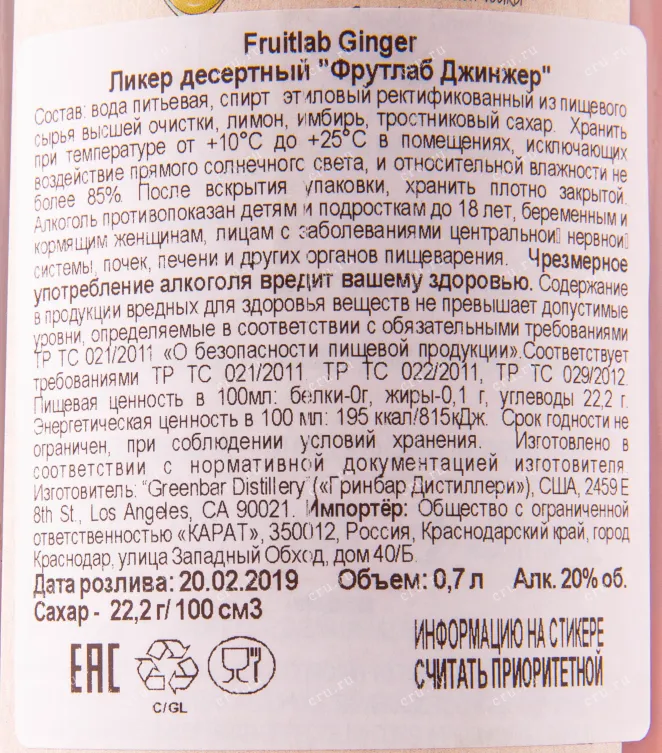 Fruitlab Ginger
Ликер десертный "Фрутлаб Джинжер"
Состав: вода питьевая, спирт этиловый ректификованный из пищевого
сырья высшей очистки, лимон, имбирь, тростниковый сахар. Хранить
при температуре от +10°C до +25°C в помещениях, исключающих
воздействие прямого солнечного света, и относительной влажности не
более 85%. После вскрытия упаковки, хранить плотно закрытой.
Алкоголь противопоказан детям и подросткам до 18 лет, беременным и
кормящим женщинам, лицам с заболеваниями центральной нервной
системы, почек, печени и других органов пищеварения. Чрезмерное
употребление алкоголя вредит вашему здоровью. Содержание
в продукции вредных для здоровья веществ не превышает допустимые
уровни, определяемые в соответствии с обязательными требованиями
ТР ТС 021/2011 «О безопасности пищевой продукции».Соответствует
требованиями ТР ТС 021/2011, ТР ТС 022/2011, ТР ТС 029/2012.
Пищевая ценность в 100мл: белки-0г, жиры-0,1 г, углеводы 22,2 г.
Энергетическая ценность в 100 мл: 195 ккал/815кДж. Срок годности не
ограничен, при соблюдении условий хранения. Изготовлено в
соответствии с нормативной документацией изготовителя.
Изготовитель: "Greenbar Distillery («Гринбар Дистиллери»), США, 2459 E
8th St., Los Angeles, CA 90021. Импортёр: Общество с ограниченной
ответственностью «КАРАТ», 350012, Россия, Краснодарский край, город
Краснодар, улица Западный Обход, дом 40/Б.
Дата розлива: 20.02.2019 Объем: 0,7 л Алк. 20% об.
Сахар - 22,2 г/ 100 см3
ИНФОРМАЦИЮ НА СТИКЕРЕ
СЧИТАТЬ ПРИОРИТЕТНОЙ
EAC
C/GL